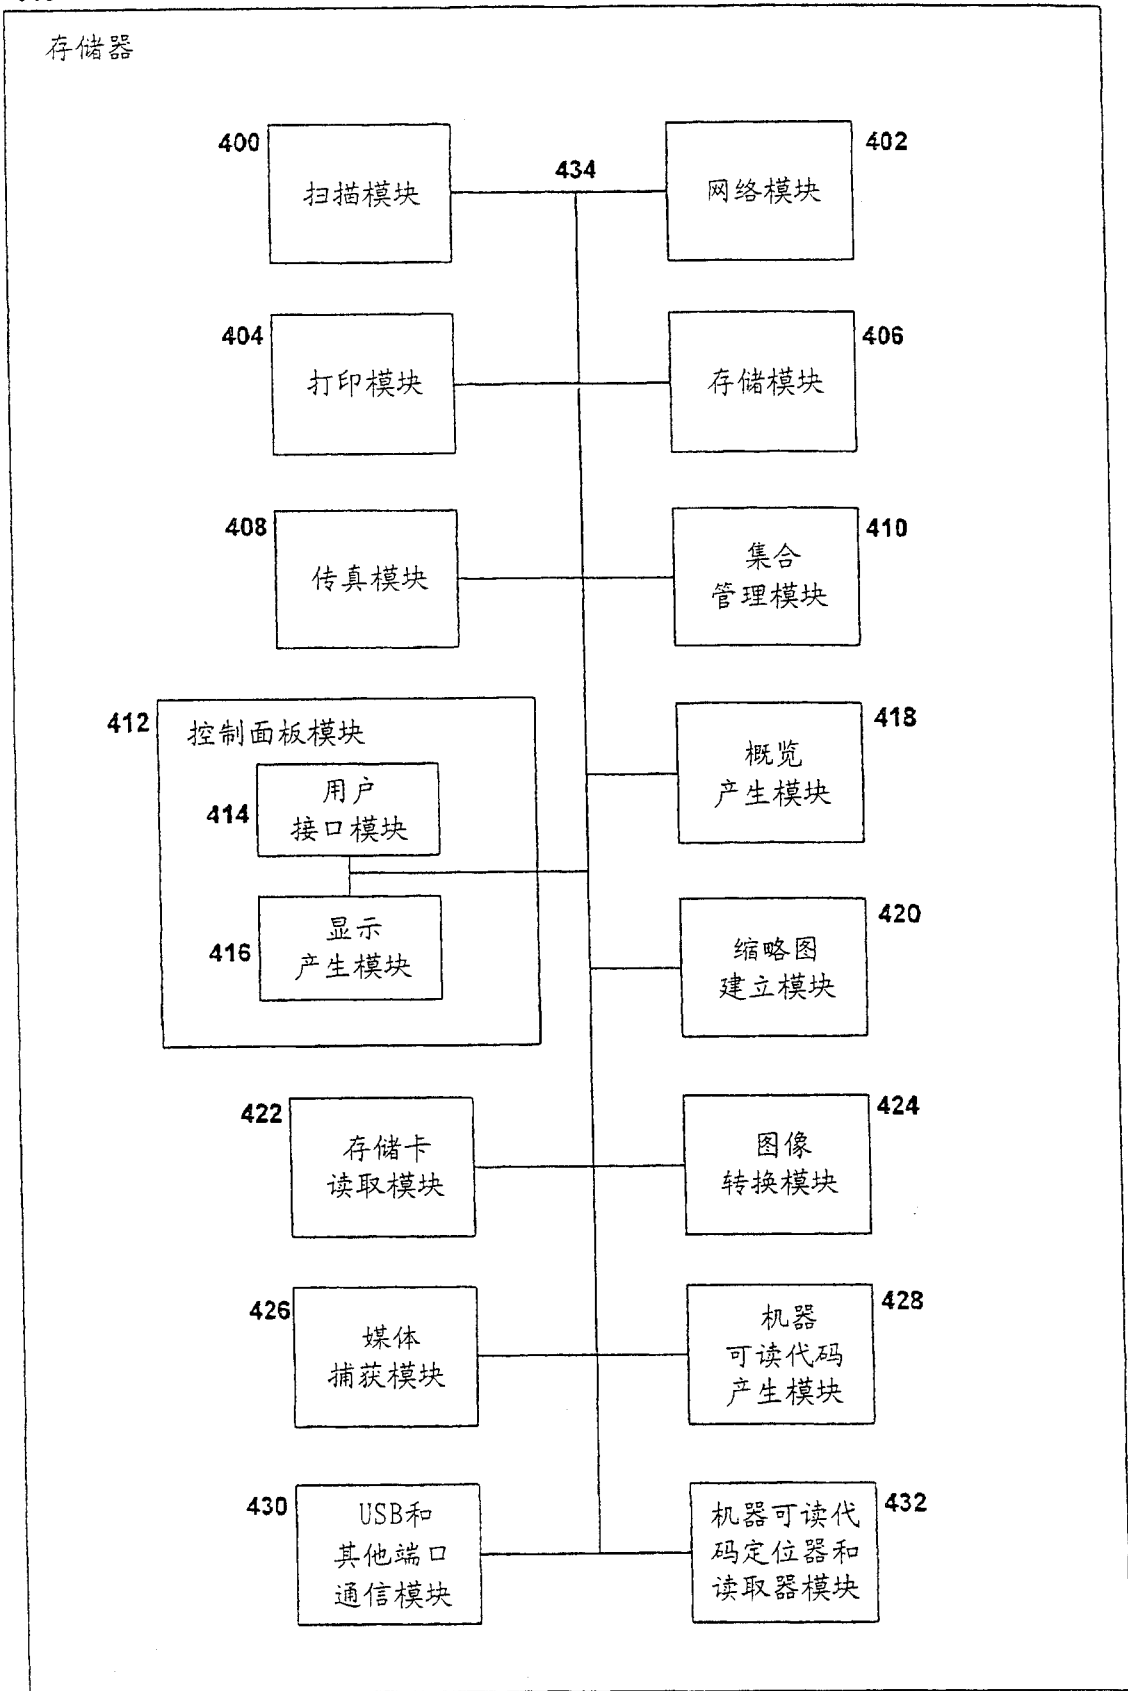 存储器
400
扫描模块
434
402
网络模块
404
打印模块
406
存储模块
408
传真模块
410
集合
管理模块
412
控制面板模块
414
用户
接口模块
416
显示
产生模块
418
概览
产生模块
420
缩略图
建立模块
422
存储卡
读取模块
424
图像
转换模块
426
媒体
捕获模块
428
机器
可读代码
产生模块
430
USB和
其他端口
通信模块
432
机器可读代
码定位器和
读取器模块